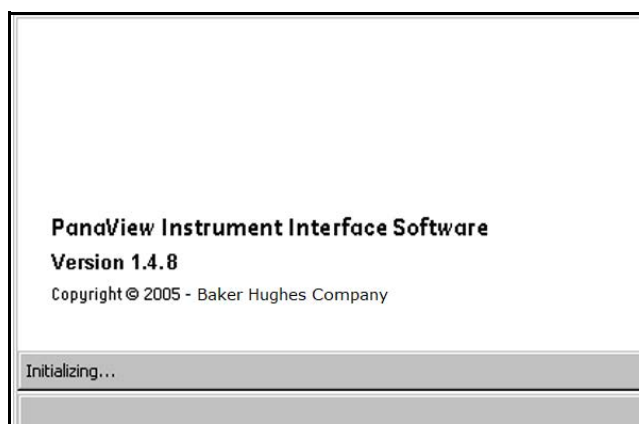 PanaView Instrument Interface Software
Version 1.4.8
Copyright © 2005 - Baker Hughes Company
Initializing...